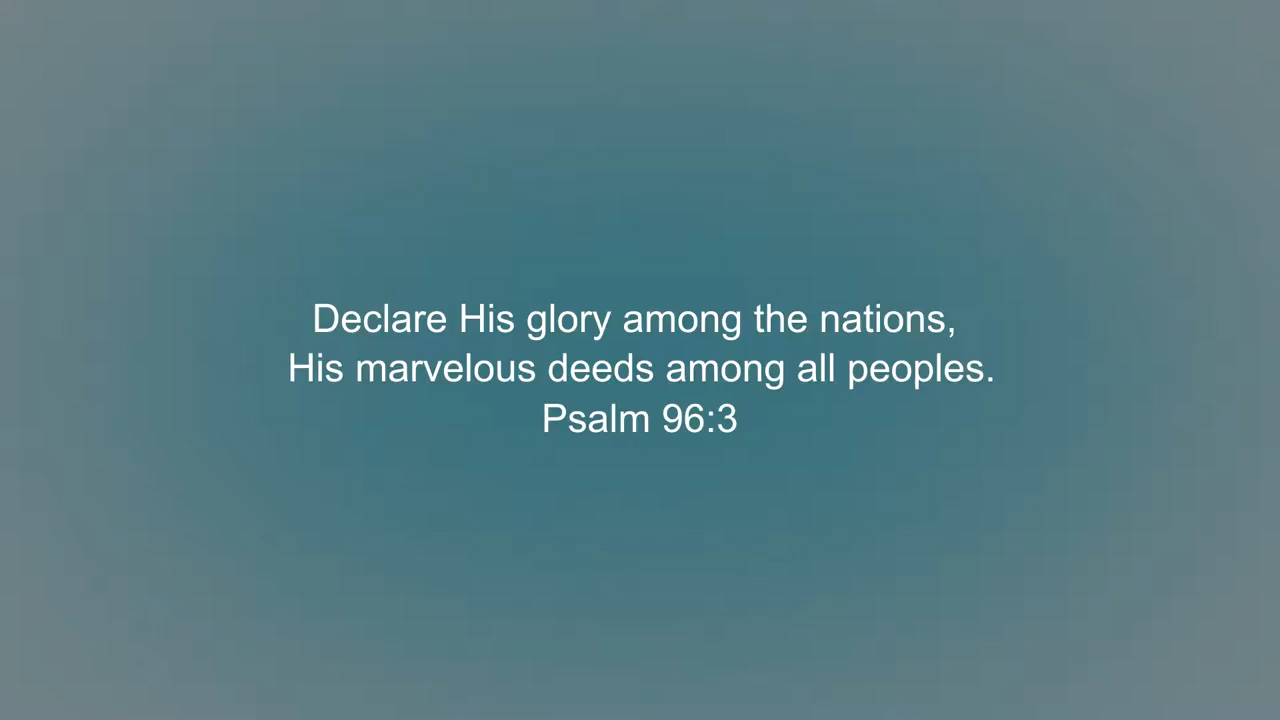 Declare His glory among the nations,
His marvelous deeds among all peoples.
Psalm 96:3